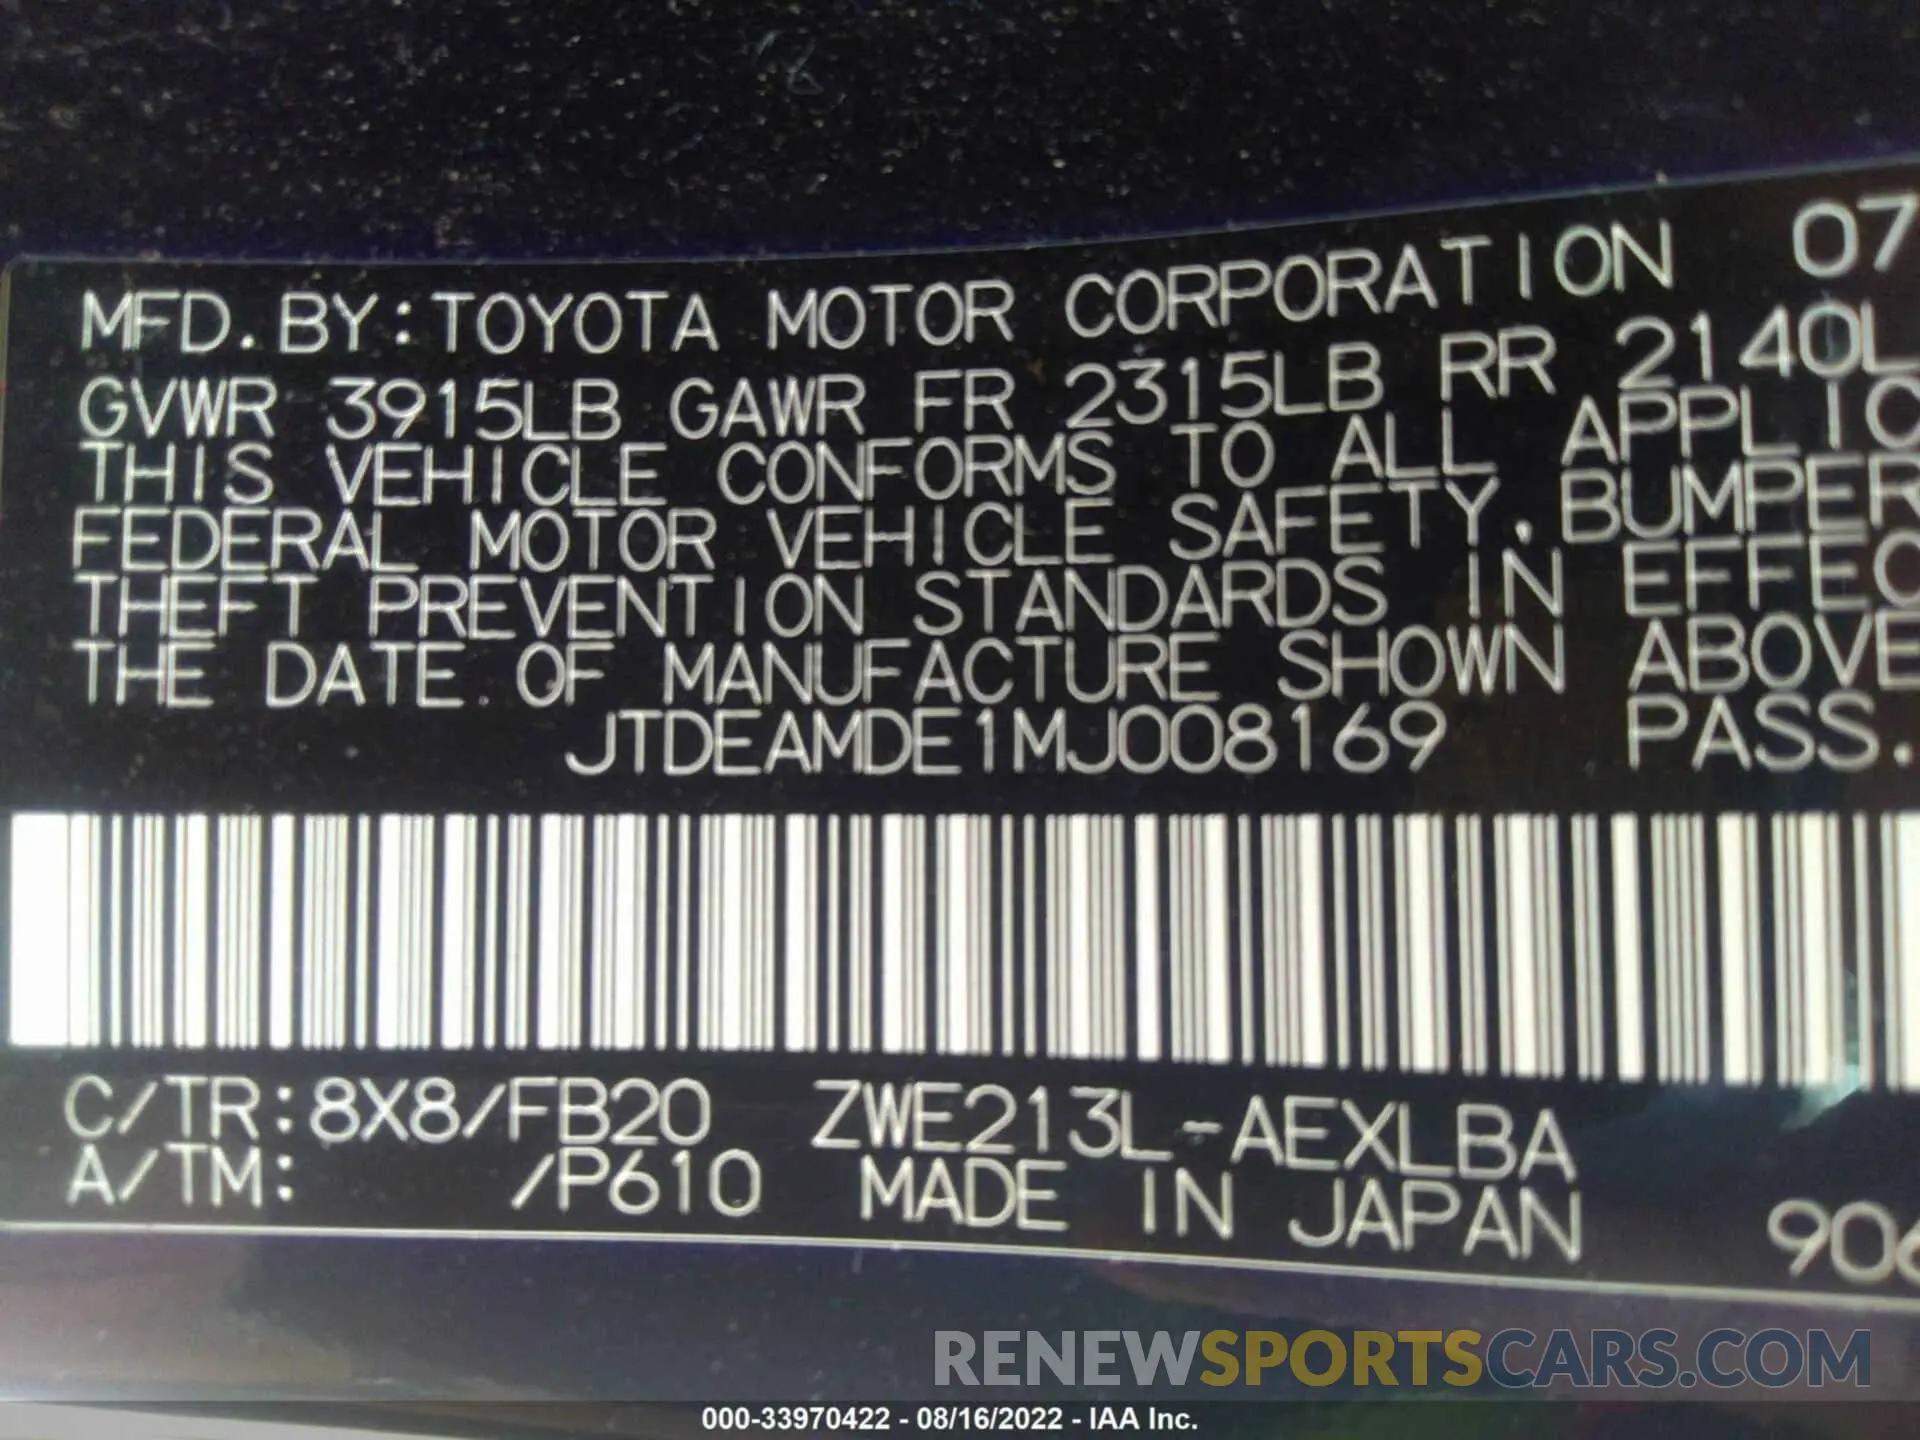 MFD.BY:TOYOTA MOTOR CORPORATION 07
GVWR 3915LB GAWR FR 2315LB RR 2140L
THIS VEHICLE CONFORMS TO ALL APPLIC
FEDERAL MOTOR VEHICLE SAFETY,BUMPER
THEFT PREVENTION STANDARDS IN EFFEC
THE DATE OF MANUFACTURE SHOWN ABOVE
JTDEAMDE1MJ008169 PASS.
C/TR:8X8/FB20 ZWE213L-AEXLBA
A/TM: /P610 MADE IN JAPAN 906
RENEWSPORTSCARS.COM
000-33970422 - 08/16/2022 - IAA Inc.